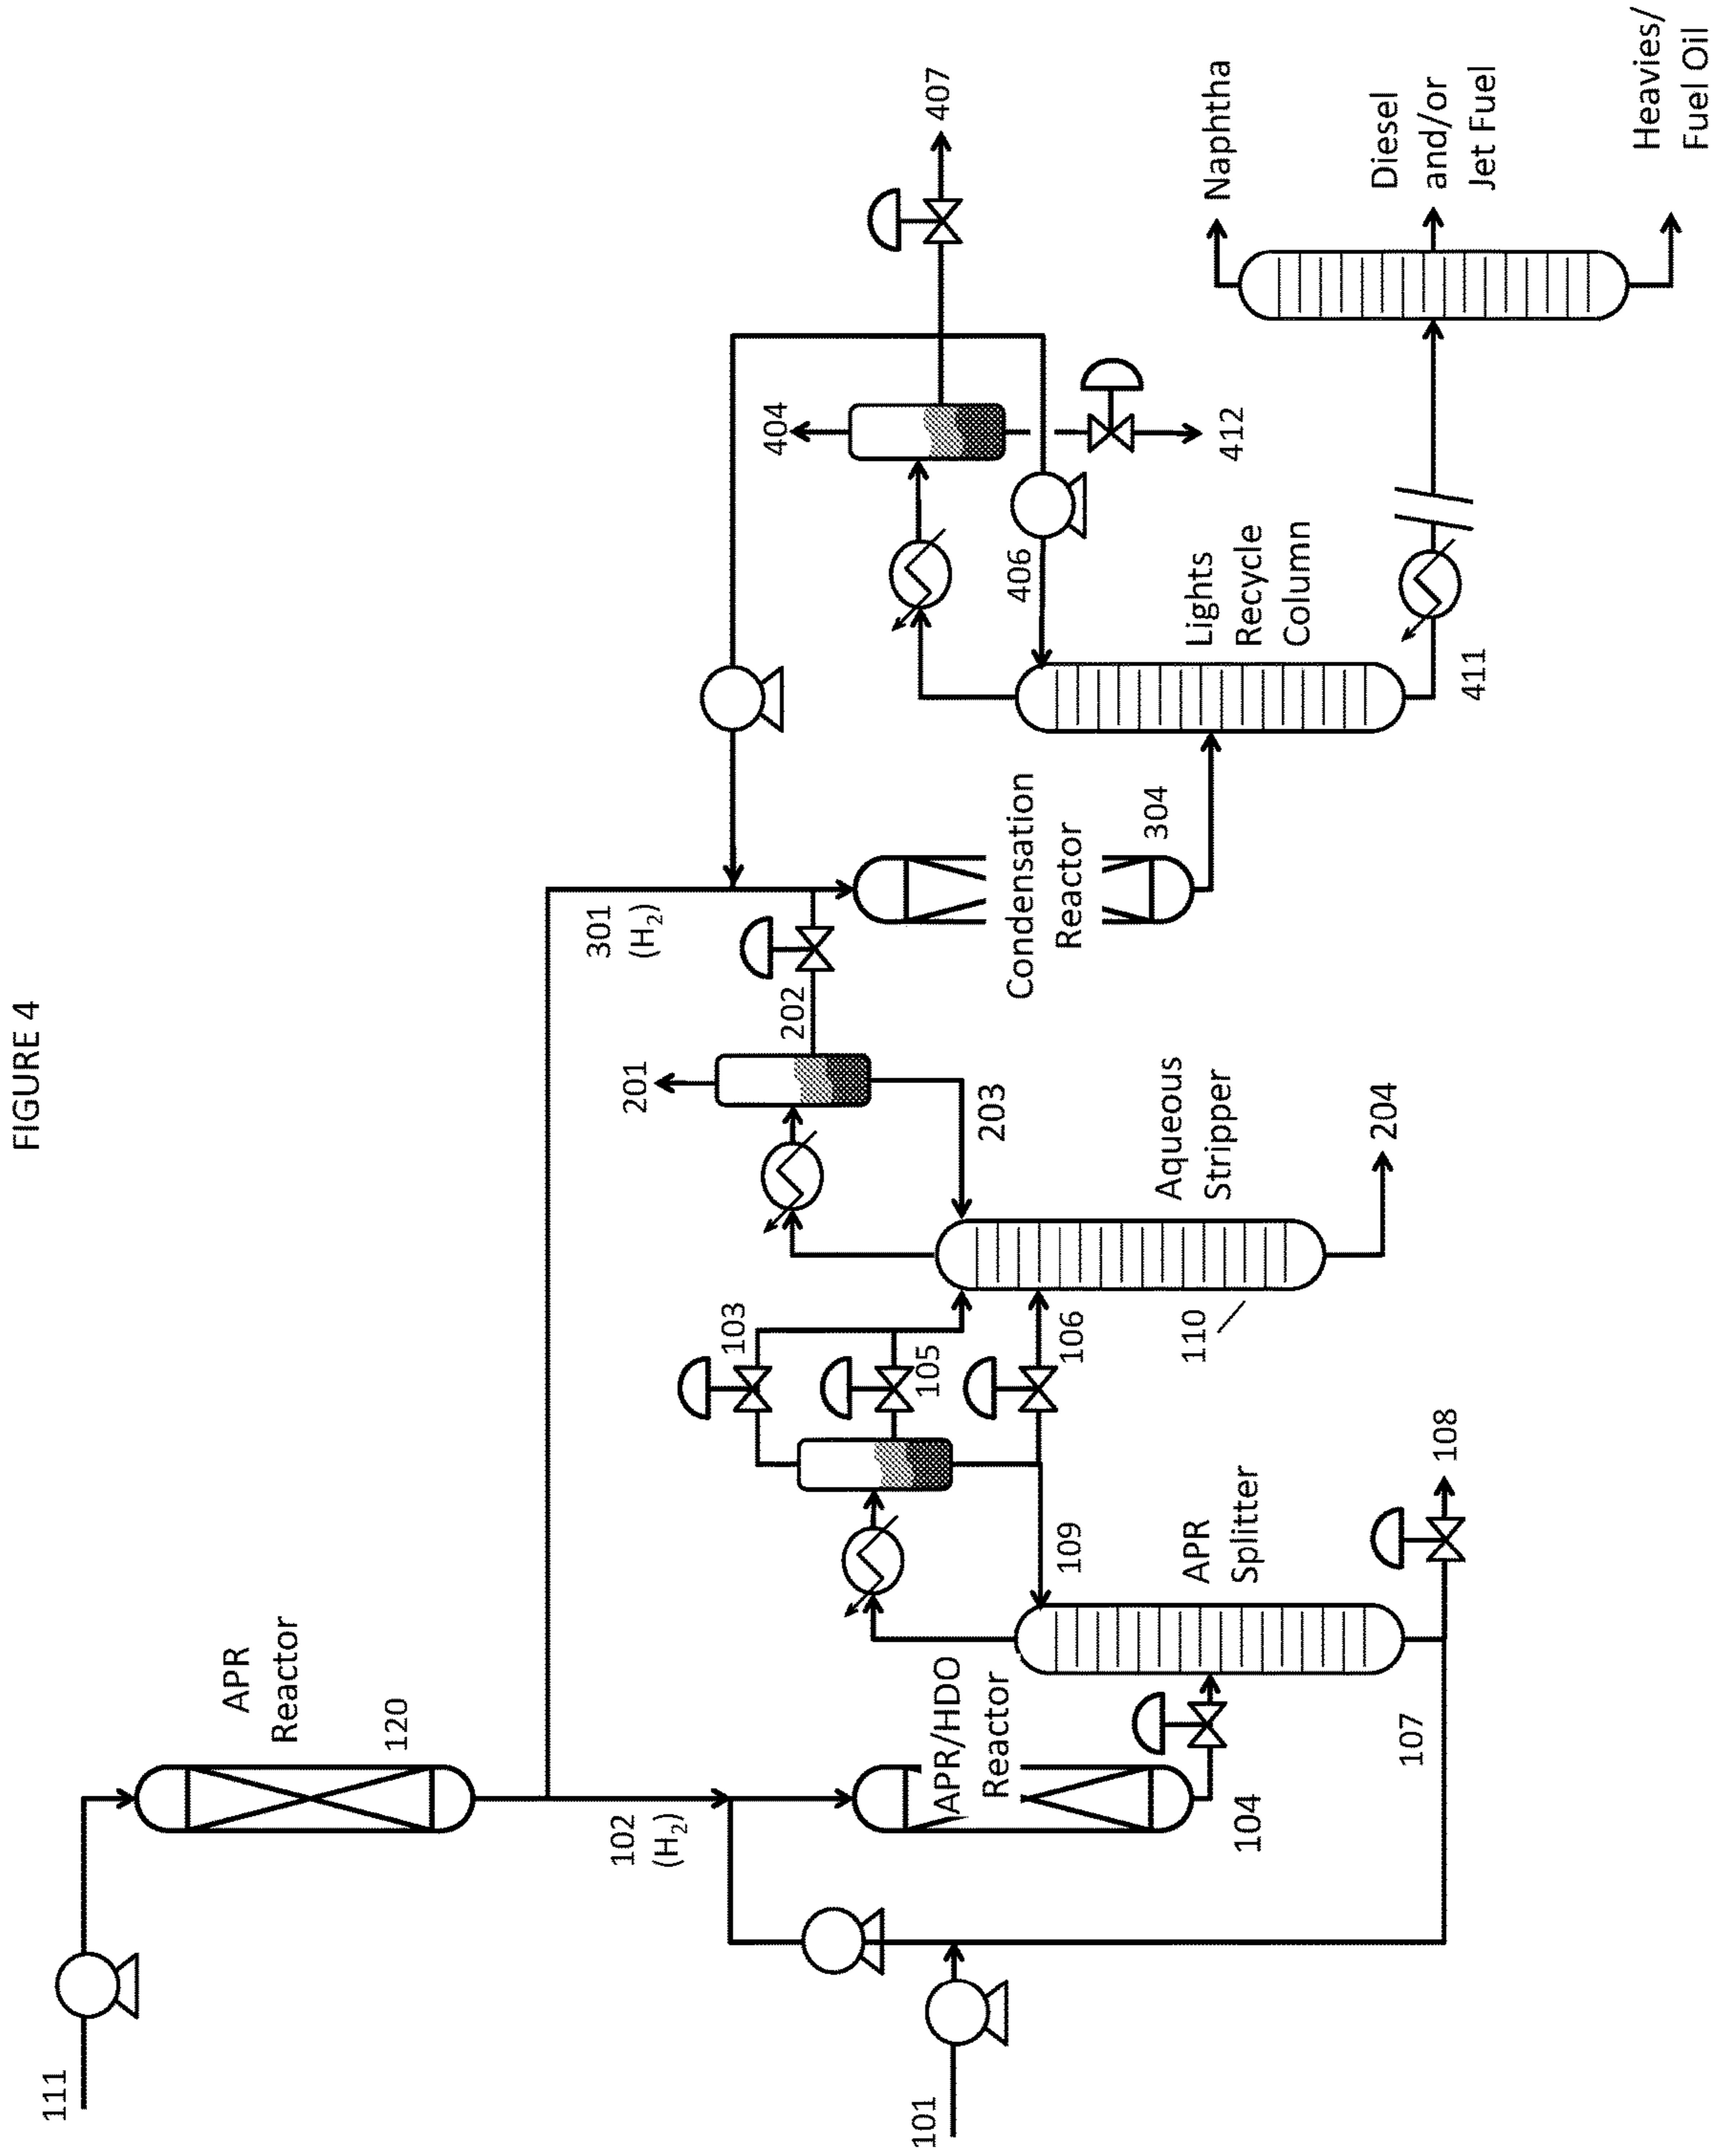 FIGURE 4
111
APR
Reactor
120
102
(H₂)
301
(H₂)
101
APR/HDO
Reactor
104
107
108
APR
Splitter
109
103
105
106
110
Aqueous
Stripper
201
202
203
204
Condensation
Reactor
304
Lights
Recycle
Column
404
406
407
411
412
Naphtha
Diesel
and/or
Jet Fuel
Heavies/
Fuel Oil